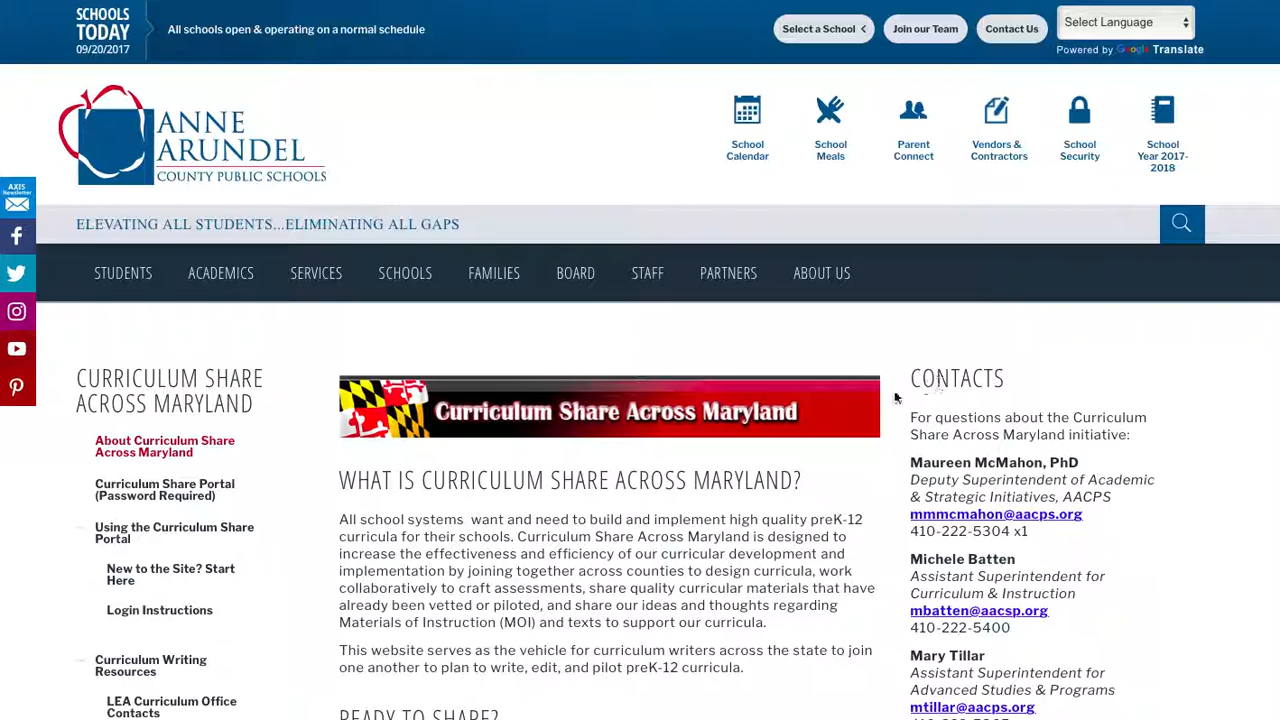 SCHOOLS
TODAY
09/20/2017
All schools open & operating on a normal schedule
Select a School
Join our Team
Contact Us
Select Language
Powered by Google Translate
ANNE
ARUNDEL
COUNTY PUBLIC SCHOOLS
School
Calendar
School
Meals
Parent
Connect
Vendors &
Contractors
School
Security
School
Year 2017-
2018
AXIS
Newsletter
ELEVATING ALL STUDENTS...ELIMINATING ALL GAPS
STUDENTS
ACADEMICS
SERVICES
SCHOOLS
FAMILIES
BOARD
STAFF
PARTNERS
ABOUT US
CURRICULUM SHARE
ACROSS MARYLAND
About Curriculum Share
Across Maryland
Curriculum Share Portal
(Password Required)
Using the Curriculum Share
Portal
New to the Site? Start
Here
Login Instructions
Curriculum Writing
Resources
LEA Curriculum Office
Contacts
Curriculum Share Across Maryland
WHAT IS CURRICULUM SHARE ACROSS MARYLAND?
All school systems want and need to build and implement high quality preK-12
curricula for their schools. Curriculum Share Across Maryland is designed to
increase the effectiveness and efficiency of our curricular development and
implementation by joining together across counties to design curricula, work
collaboratively to craft assessments, share quality curricular materials that have
already been vetted or piloted, and share our ideas and thoughts regarding
Materials of Instruction (MOI) and texts to support our curricula.
This website serves as the vehicle for curriculum writers across the state to join
one another to plan to write, edit, and pilot preK-12 curricula.
READY TO SHARE?
CONTACTS
For questions about the Curriculum
Share Across Maryland initiative:
Maureen McMahon, PhD
Deputy Superintendent of Academic
& Strategic Initiatives, AACPS
mmmcmahon@aacps.org
410-222-5304 x1
Michele Batten
Assistant Superintendent for
Curriculum & Instruction
mbatten@aacsp.org
410-222-5400
Mary Tillar
Assistant Superintendent for
Advanced Studies & Programs
mtillar@aacps.org